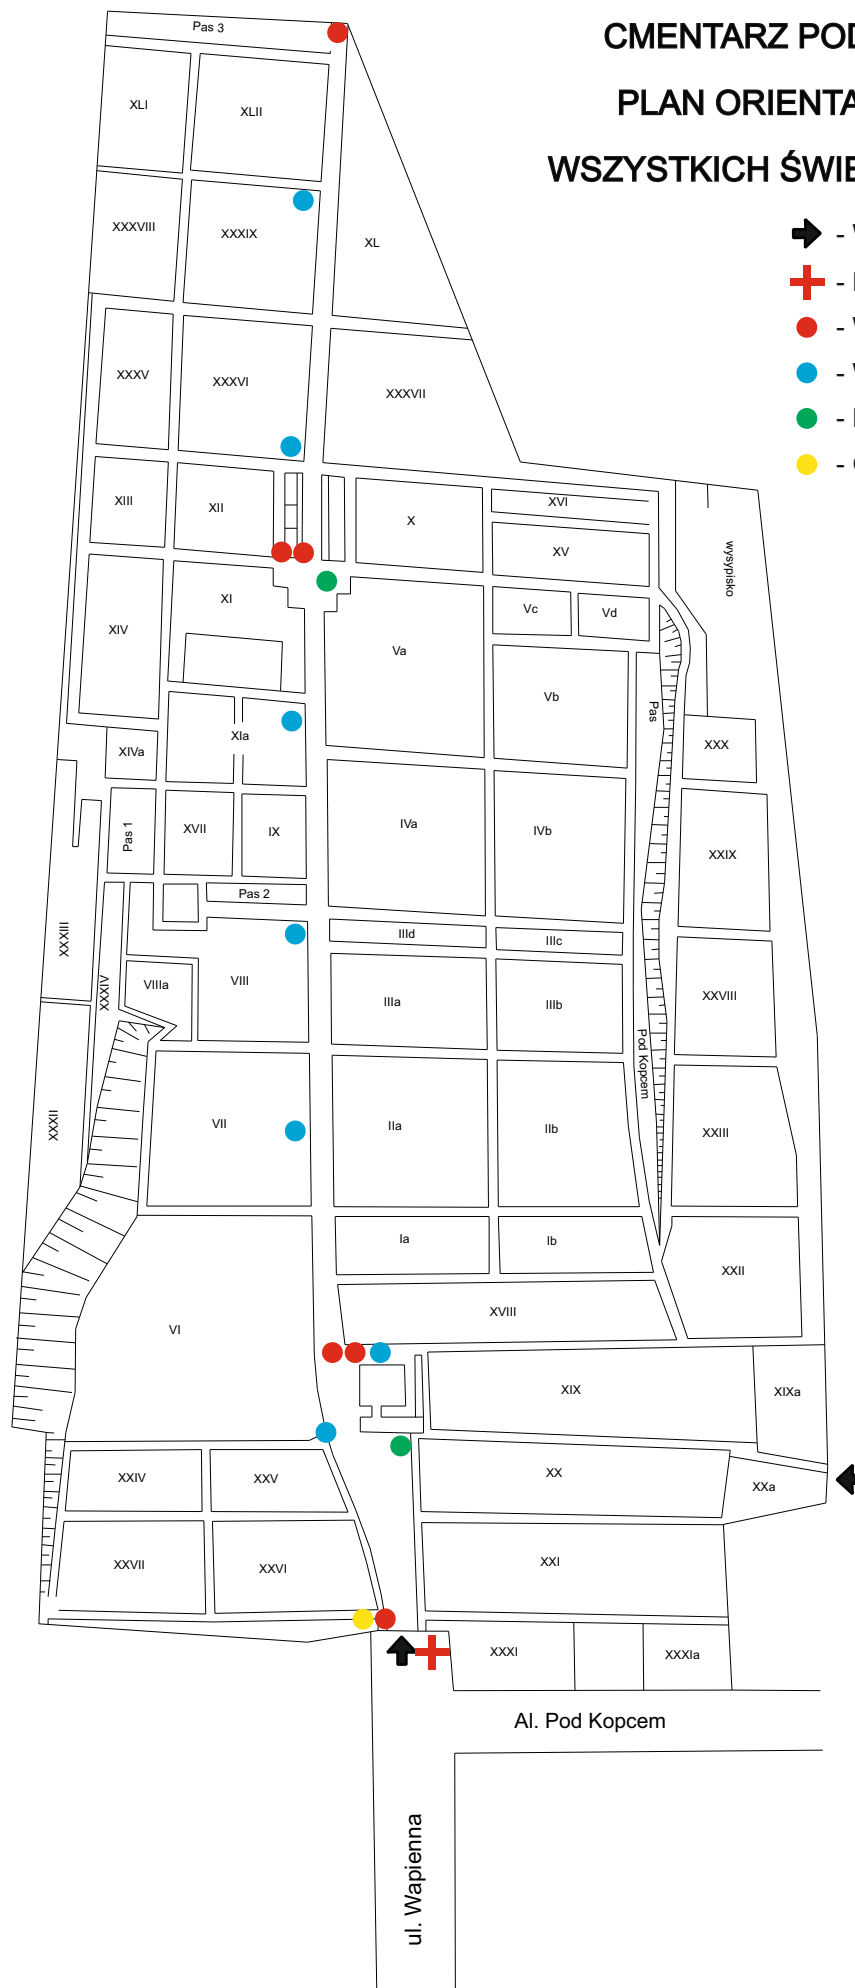 CMENTARZ POD
PLAN ORIENTA
WSZYSTKICH ŚWIĘ
Pas 3
XLI
XLII
XXXVIII
XXXIX
XL
XXXV
XXXVI
XXXVII
XIII
XII
X
XVI
XV
wysypisko
XIV
XI
Va
Vc
Vd
Vb
Pas
XIVa
XIa
XXX
Pas 1
XVII
IX
IVa
IVb
XXIX
Pas 2
XXXIII
XXXIV
VIIIa
VIII
IIId
IIIc
IIIa
IIIb
XXVIII
Pod Kopcem
XXXII
VII
IIa
IIb
XXIII
Ia
Ib
XXII
VI
XVIII
XIX
XIXa
XXIV
XXV
XX
XXa
XXVII
XXVI
XXI
XXXI
XXXIa
Al. Pod Kopcem
ul. Wapienna